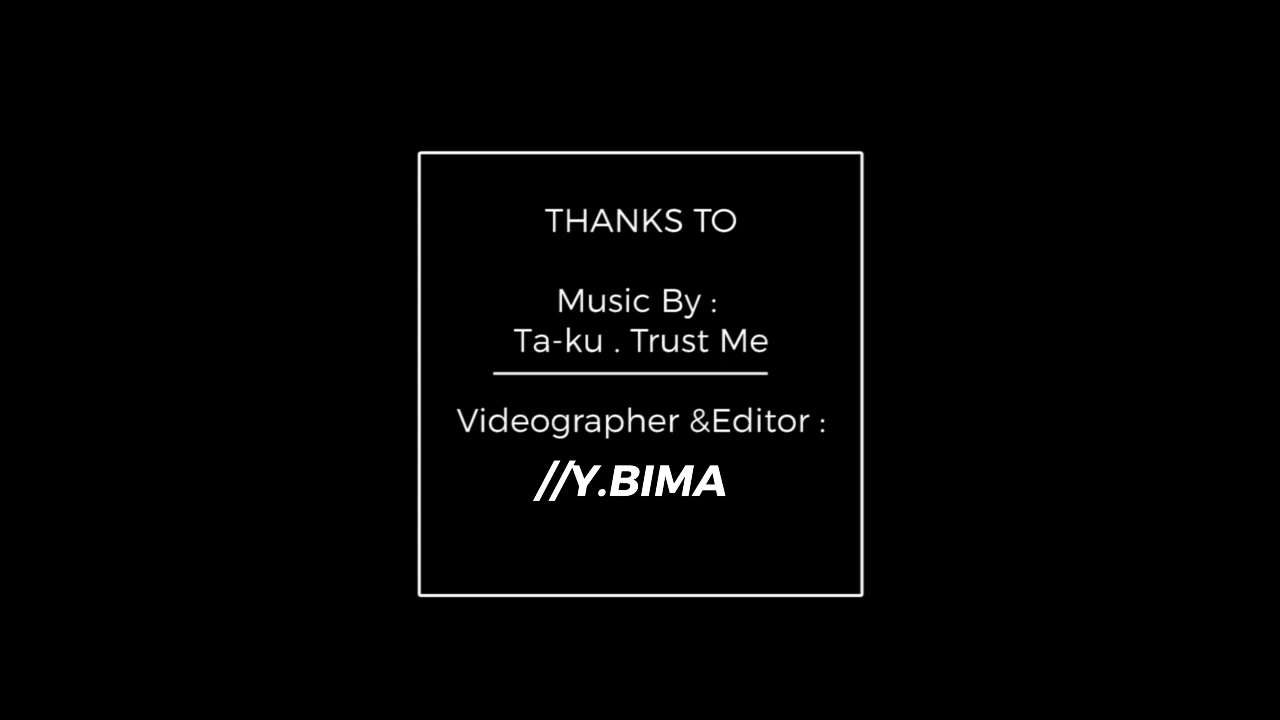 THANKS TO
Music By :
Ta-ku . Trust Me
Videographer &Editor :
//Y.BIMA